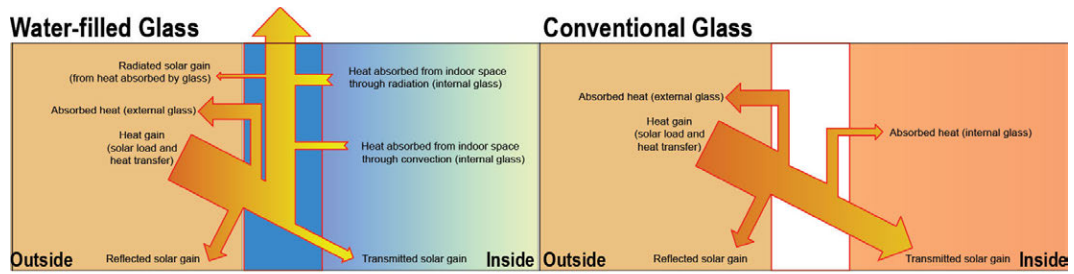 Water-filled Glass
Radiated solar gain
(from heat absorbed by glass)
Heat absorbed from indoor space
through radiation (internal glass)
Absorbed heat (external glass)
Heat gain
(solar load and
heat transfer)
Heat absorbed from indoor space
through convection (internal glass)
Outside
Reflected solar gain
Transmitted solar gain
Inside
Conventional Glass
Absorbed heat (external glass)
Heat gain
(solar load and
heat transfer)
Absorbed heat (internal glass)
Outside
Reflected solar gain
Transmitted solar gain
Inside